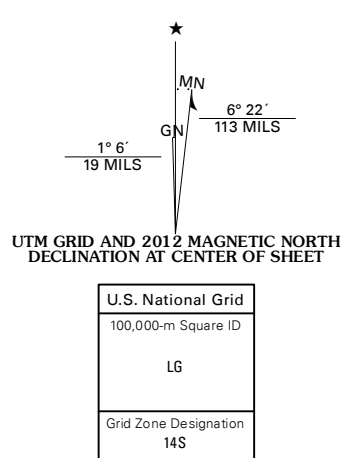 ★
MN
GN
6° 22´
113 MILS
1° 6´
19 MILS
UTM GRID AND 2012 MAGNETIC NORTH
DECLINATION AT CENTER OF SHEET
U.S. National Grid
100,000-m Square ID
LG
Grid Zone Designation
14S